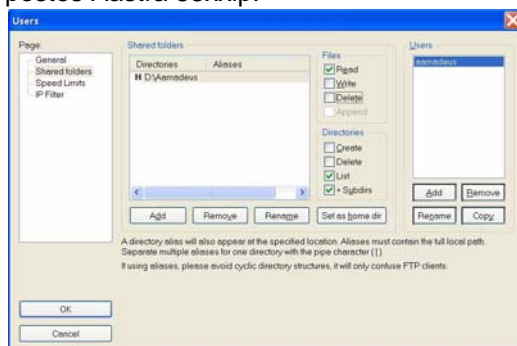 Users
Page:
General
Shared folders
Speed Limits
IP Filter
Shared folders
Directories Aliases
H D:\Aamadeus
Files
Read
Write
Delete
Append
Directories
Create
Delete
List
+ Subdirs
Add Remove Rename Set as home dir
Users
aamadeus
Add Remove
Rename Copy
A directory alias will also appear at the specified location. Aliases must contain the full local path.
Separate multiple aliases for one directory with the pipe character ( | )
If using aliases, please avoid cyclic directory structures, it will only confuse FTP clients.
OK
Cancel